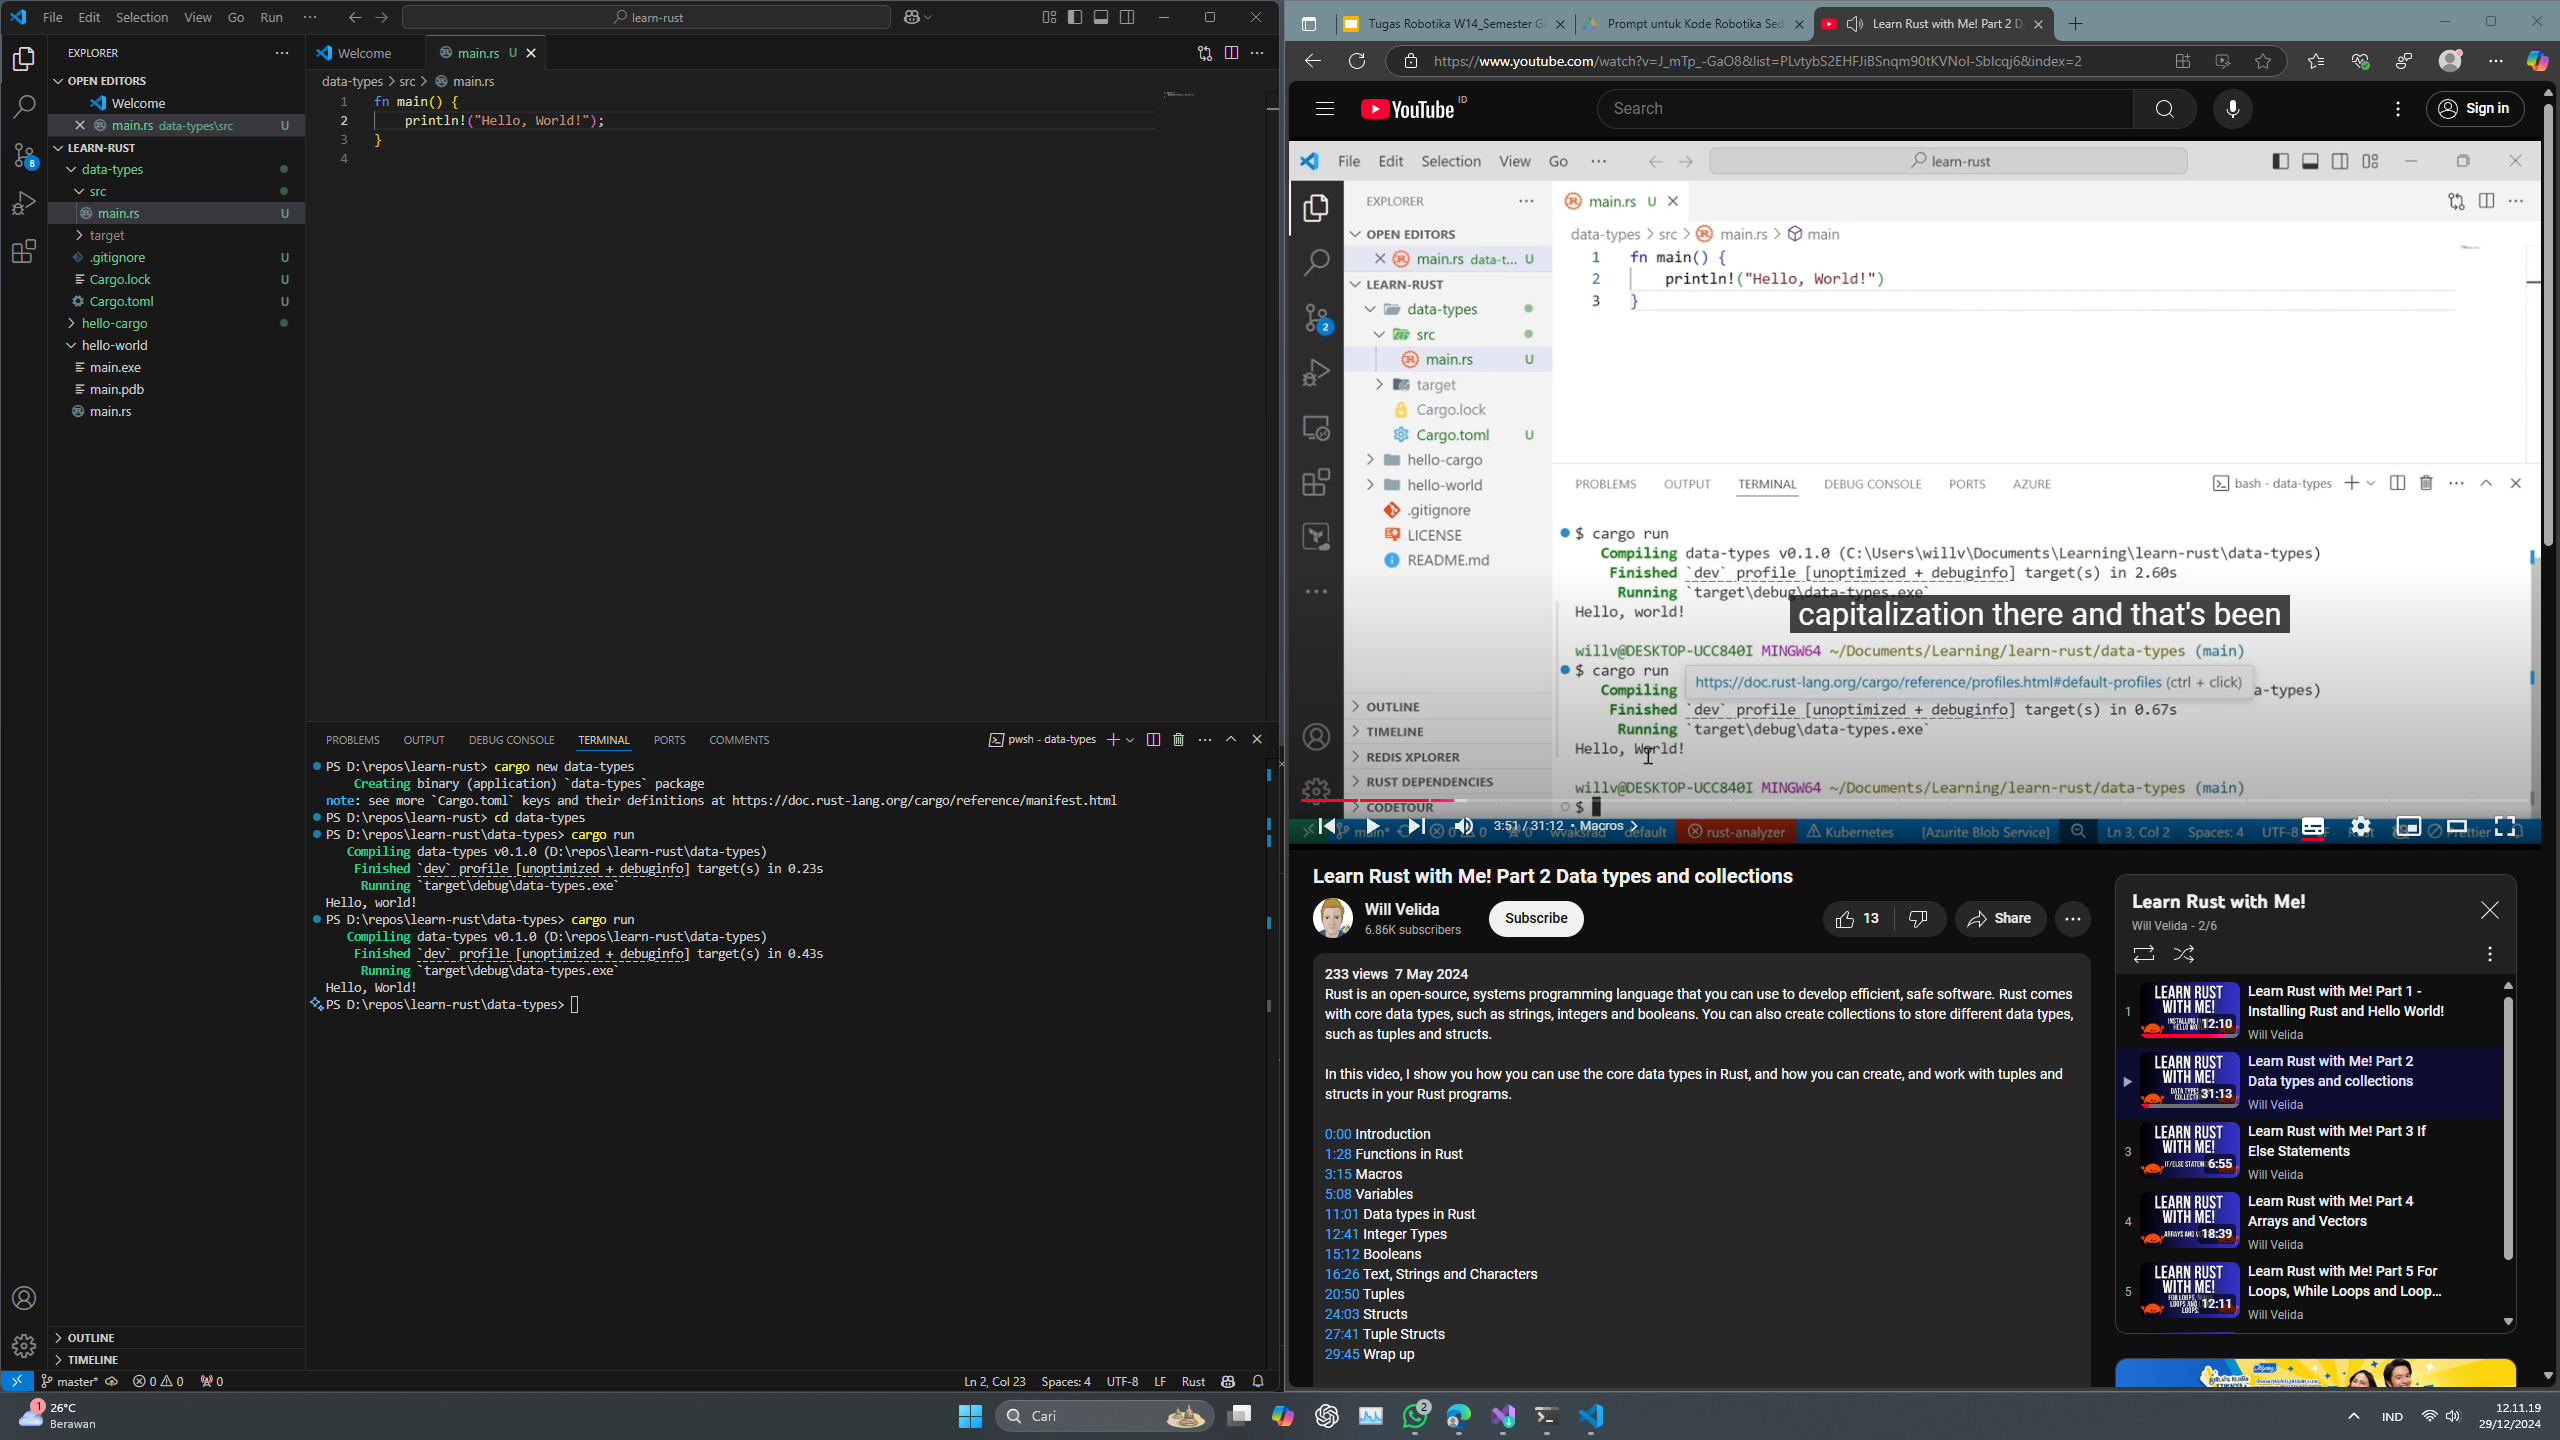 File Edit Selection View Go Run ··· learn-rust
EXPLORER
OPEN EDITORS
Welcome
main.rs data-types\src U
LEARN-RUST
data-types
src
main.rs U
target
.gitignore U
Cargo.lock U
Cargo.toml U
hello-cargo
hello-world
main.exe
main.pdb
main.rs
OUTLINE
TIMELINE
Welcome
main.rs U
data-types > src > main.rs
1 fn main() {
2 println!("Hello, World!");
3 }
4
PROBLEMS OUTPUT DEBUG CONSOLE TERMINAL PORTS COMMENTS
pwsh - data-types
PS D:\repos\learn-rust> cargo new data-types
Creating binary (application) `data-types` package
note: see more `Cargo.toml` keys and their definitions at https://doc.rust-lang.org/cargo/reference/manifest.html
PS D:\repos\learn-rust> cd data-types
PS D:\repos\learn-rust\data-types> cargo run
Compiling data-types v0.1.0 (D:\repos\learn-rust\data-types)
Finished `dev` profile [unoptimized + debuginfo] target(s) in 0.23s
Running `target\debug\data-types.exe`
Hello, world!
PS D:\repos\learn-rust\data-types> cargo run
Compiling data-types v0.1.0 (D:\repos\learn-rust\data-types)
Finished `dev` profile [unoptimized + debuginfo] target(s) in 0.43s
Running `target\debug\data-types.exe`
Hello, World!
PS D:\repos\learn-rust\data-types>
8
master* 0 0 0 Ln 2, Col 23 Spaces: 4 UTF-8 LF Rust
Tugas Robotika W14_Semester G
Prompt untuk Kode Robotika Sed
Learn Rust with Me! Part 2 D
https://www.youtube.com/watch?v=J_mTp_-GaO8&list=PLvtybS2EHFJiBSnqm90tKVNol-SbIcqj6&index=2
YouTube ID
Search
Sign in
File Edit Selection View Go ··· learn-rust
EXPLORER
OPEN EDITORS
main.rs data-t... U
LEARN-RUST
data-types
src
main.rs U
target
Cargo.lock
Cargo.toml U
hello-cargo
hello-world
.gitignore
LICENSE
README.md
OUTLINE
TIMELINE
REDIS XPLORER
RUST DEPENDENCIES
CODETOUR
2
main.rs U
data-types > src > main.rs > main
1 fn main() {
2 println!("Hello, World!")
3 }
PROBLEMS OUTPUT TERMINAL DEBUG CONSOLE PORTS AZURE
bash - data-types
$ cargo run
Compiling data-types v0.1.0 (C:\Users\willv\Documents\Learning\learn-rust\data-types)
Finished `dev` profile [unoptimized + debuginfo] target(s) in 2.60s
Running `target\debug\data-types.exe`
Hello, world!
capitalization there and that's been
willv@DESKTOP-UCC840I MINGW64 ~/Documents/Learning/learn-rust/data-types (main)
$ cargo run
https://doc.rust-lang.org/cargo/reference/profiles.html#default-profiles (ctrl + click)
Compiling a-types)
Finished `dev` profile [unoptimized + debuginfo] target(s) in 0.67s
Running `target\debug\data-types.exe`
Hello, World!
willv@DESKTOP-UCC840I MINGW64 ~/Documents/Learning/learn-rust/data-types (main)
$
3:51 / 31:12 • Macros
main* default rust-analyzer Kubernetes [Azurite Blob Service] Ln 3, Col 2 Spaces: 4 UTF-8
Learn Rust with Me! Part 2 Data types and collections
Will Velida
6.86K subscribers
Subscribe
13
Share
233 views 7 May 2024
Rust is an open-source, systems programming language that you can use to develop efficient, safe software. Rust comes
with core data types, such as strings, integers and booleans. You can also create collections to store different data types,
such as tuples and structs.
In this video, I show you how you can use the core data types in Rust, and how you can create, and work with tuples and
structs in your Rust programs.
0:00 Introduction
1:28 Functions in Rust
3:15 Macros
5:08 Variables
11:01 Data types in Rust
12:41 Integer Types
15:12 Booleans
16:26 Text, Strings and Characters
20:50 Tuples
24:03 Structs
27:41 Tuple Structs
29:45 Wrap up
Learn Rust with Me!
Will Velida - 2/6
1
LEARN RUST
WITH ME!
12:10
Learn Rust with Me! Part 1 -
Installing Rust and Hello World!
Will Velida
LEARN RUST
WITH ME!
31:13
Learn Rust with Me! Part 2
Data types and collections
Will Velida
3
LEARN RUST
WITH ME!
6:55
Learn Rust with Me! Part 3 If
Else Statements
Will Velida
4
LEARN RUST
WITH ME!
18:39
Learn Rust with Me! Part 4
Arrays and Vectors
Will Velida
5
LEARN RUST
WITH ME!
12:11
Learn Rust with Me! Part 5 For
Loops, While Loops and Loop...
Will Velida
1
26°C
Berawan
Cari
2
IND
12.11.19
29/12/2024